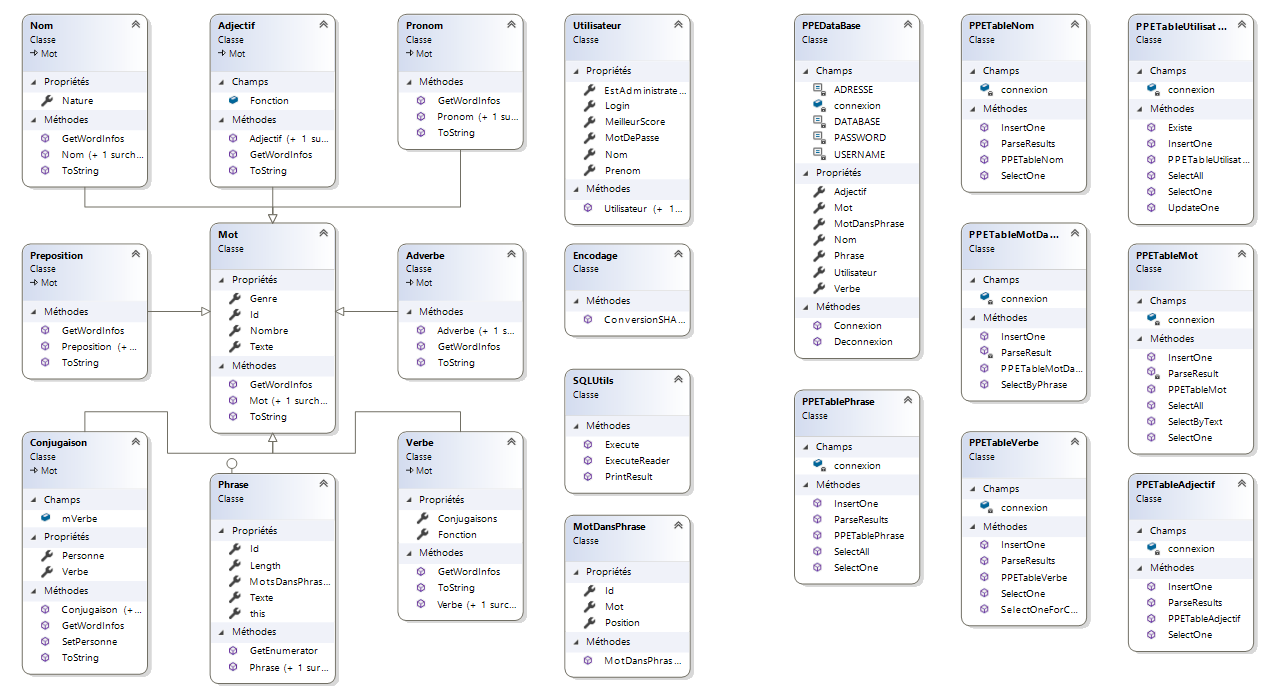 Nom
Classe
→ Mot
Propriétés
Nature
Méthodes
GetWordInfos
Nom (+ 1 surch...
ToString
Adjectif
Classe
→ Mot
Champs
Fonction
Méthodes
Adjectif (+ 1 su...
GetWordInfos
ToString
Pronom
Classe
→ Mot
Méthodes
GetWordInfos
Pronom (+ 1 su...
ToString
Preposition
Classe
→ Mot
Méthodes
GetWordInfos
Preposition (+ ...
ToString
Mot
Classe
Propriétés
Genre
Id
Nombre
Texte
Méthodes
GetWordInfos
Mot (+ 1 surch...
ToString
Adverbe
Classe
→ Mot
Méthodes
Adverbe (+ 1 s...
GetWordInfos
ToString
Conjugaison
Classe
→ Mot
Champs
mVerbe
Propriétés
Personne
Verbe
Méthodes
Conjugaison (+...
GetWordInfos
SetPersonne
ToString
Phrase
Classe
Propriétés
Id
Length
MotsDansPhras...
Texte
this
Méthodes
GetEnumerator
Phrase (+ 1 sur...
Verbe
Classe
→ Mot
Propriétés
Conjugaisons
Fonction
Méthodes
GetWordInfos
ToString
Verbe (+ 1 surc...
Utilisateur
Classe
Propriétés
EstAdministrate...
Login
MeilleurScore
MotDePasse
Nom
Prenom
Méthodes
Utilisateur (+ 1...
Encodage
Classe
Méthodes
ConversionSHA...
SQLUtils
Classe
Méthodes
Execute
ExecuteReader
PrintResult
MotDansPhrase
Classe
Propriétés
Id
Mot
Position
Méthodes
MotDansPhras...
PPEDataBase
Classe
Champs
ADRESSE
connexion
DATABASE
PASSWORD
USERNAME
Propriétés
Adjectif
Mot
MotDansPhrase
Nom
Phrase
Utilisateur
Verbe
Méthodes
Connexion
Deconnexion
PPETablePhrase
Classe
Champs
connexion
Méthodes
InsertOne
ParseResults
PPETablePhrase
SelectAll
SelectOne
PPETableNom
Classe
Champs
connexion
Méthodes
InsertOne
ParseResults
PPETableNom
SelectOne
PPETableMotDa...
Classe
Champs
connexion
Méthodes
InsertOne
ParseResult
PPETableMotDa...
SelectByPhrase
PPETableVerbe
Classe
Champs
connexion
Méthodes
InsertOne
ParseResults
PPETableVerbe
SelectOne
SelectOneForC...
PPETableUtilisat...
Classe
Champs
connexion
Méthodes
Existe
InsertOne
PPETableUtilisat...
SelectAll
SelectOne
UpdateOne
PPETableMot
Classe
Champs
connexion
Méthodes
InsertOne
ParseResult
PPETableMot
SelectAll
SelectByText
SelectOne
PPETableAdjectif
Classe
Champs
connexion
Méthodes
InsertOne
ParseResults
PPETableAdjectif
SelectOne